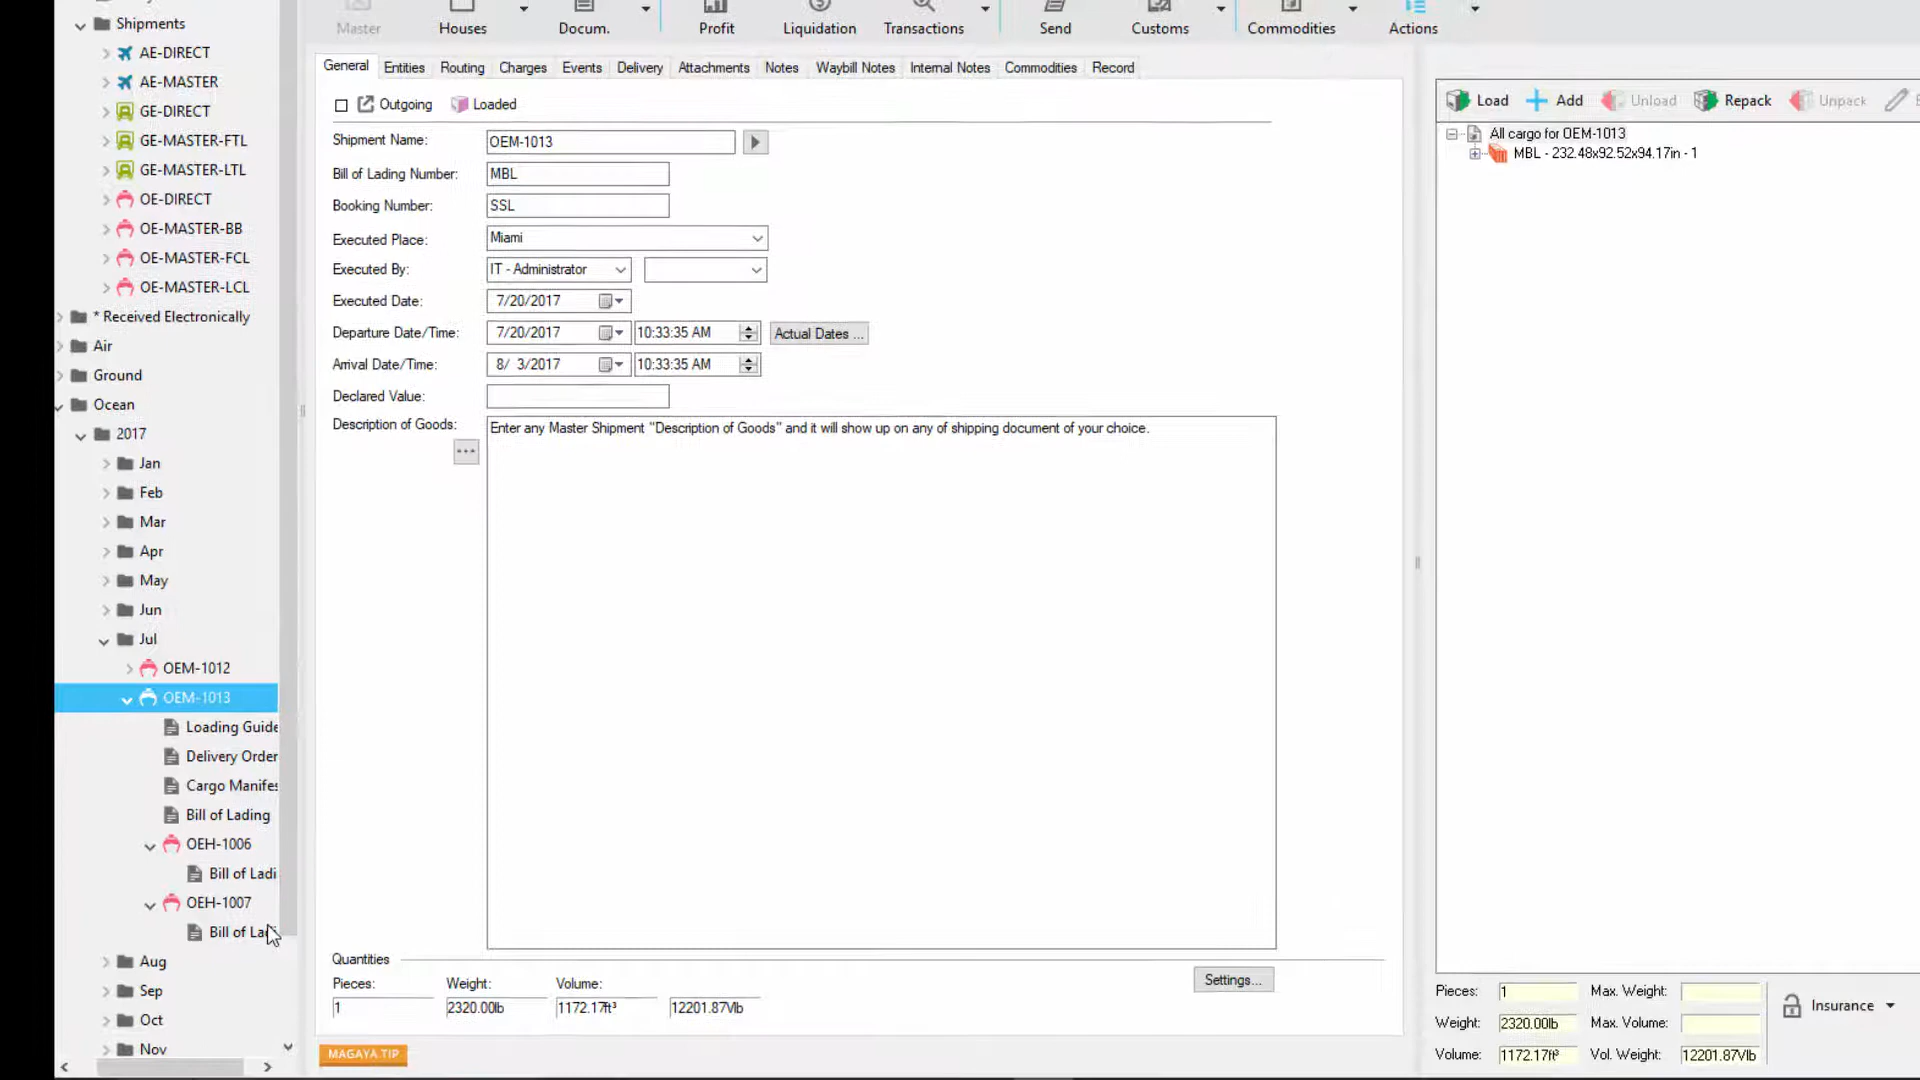 Master
Houses
Docum.
Profit
Liquidation
Transactions
Send
Customs
Commodities
Actions
Shipments
AE-DIRECT
AE-MASTER
GE-DIRECT
GE-MASTER-FTL
GE-MASTER-LTL
OE-DIRECT
OE-MASTER-BB
OE-MASTER-FCL
OE-MASTER-LCL
* Received Electronically
Air
Ground
Ocean
2017
Jan
Feb
Mar
Apr
May
Jun
Jul
OEM-1012
OEM-1013
Loading Guide
Delivery Order
Cargo Manifes
Bill of Lading
OEH-1006
Bill of Ladi
OEH-1007
Bill of Ladi
Aug
Sep
Oct
Nov
General Entities Routing Charges Events Delivery Attachments Notes Waybill Notes Internal Notes Commodities Record
Outgoing Loaded
Shipment Name: OEM-1013
Bill of Lading Number: MBL
Booking Number: SSL
Executed Place: Miami
Executed By: IT - Administrator
Executed Date: 7/20/2017
Departure Date/Time: 7/20/2017 10:33:35 AM Actual Dates ...
Arrival Date/Time: 8/ 3/2017 10:33:35 AM
Declared Value:
Description of Goods: Enter any Master Shipment "Description of Goods" and it will show up on any of shipping document of your choice.
...
Quantities
Settings...
Pieces: Weight: Volume:
1 2320.00lb 1172.17ft³ 12201.87Vlb
MAGAYA TIP
Load Add Unload Repack Unpack
All cargo for OEM-1013
MBL - 232.48x92.52x94.17in - 1
Pieces: 1 Max. Weight:
Weight: 2320.00lb Max. Volume:
Volume: 1172.17ft³ Vol. Weight: 12201.87Vlb
Insurance